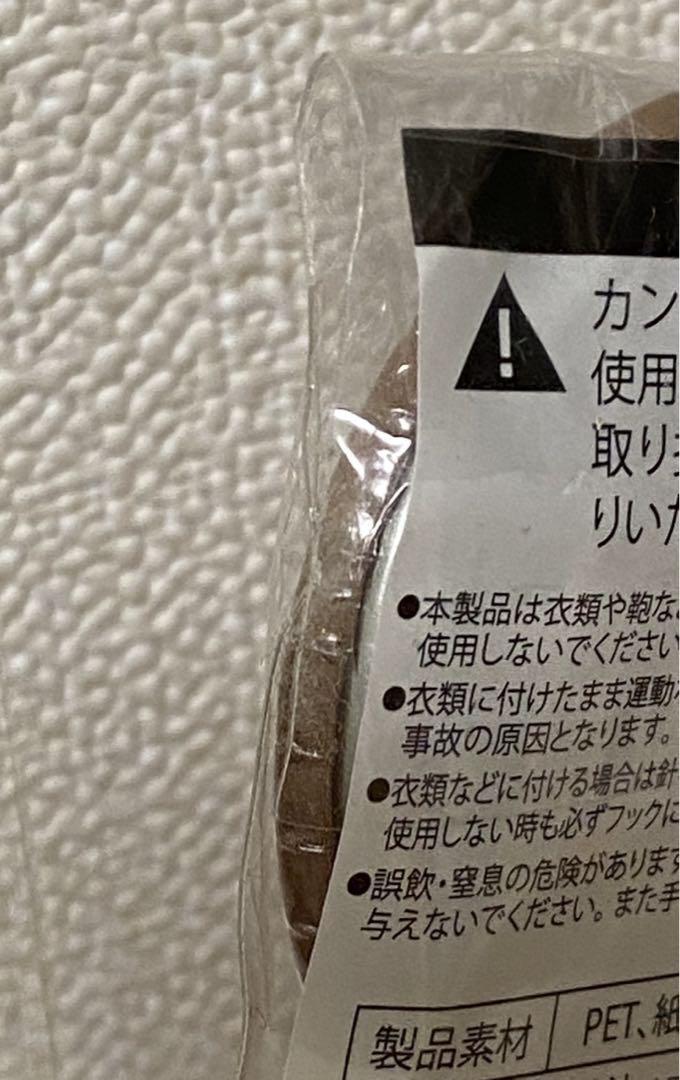 カン
使用
取り
りいた
●本製品は衣類や鞄な
使用しないでください
●衣類に付けたまま運動
事故の原因となります。
●衣類などに付ける場合は針
使用しない時も必ずフックに
●誤飲・窒息の危険があります
与えないでください。また手
製品素材 PET、紙